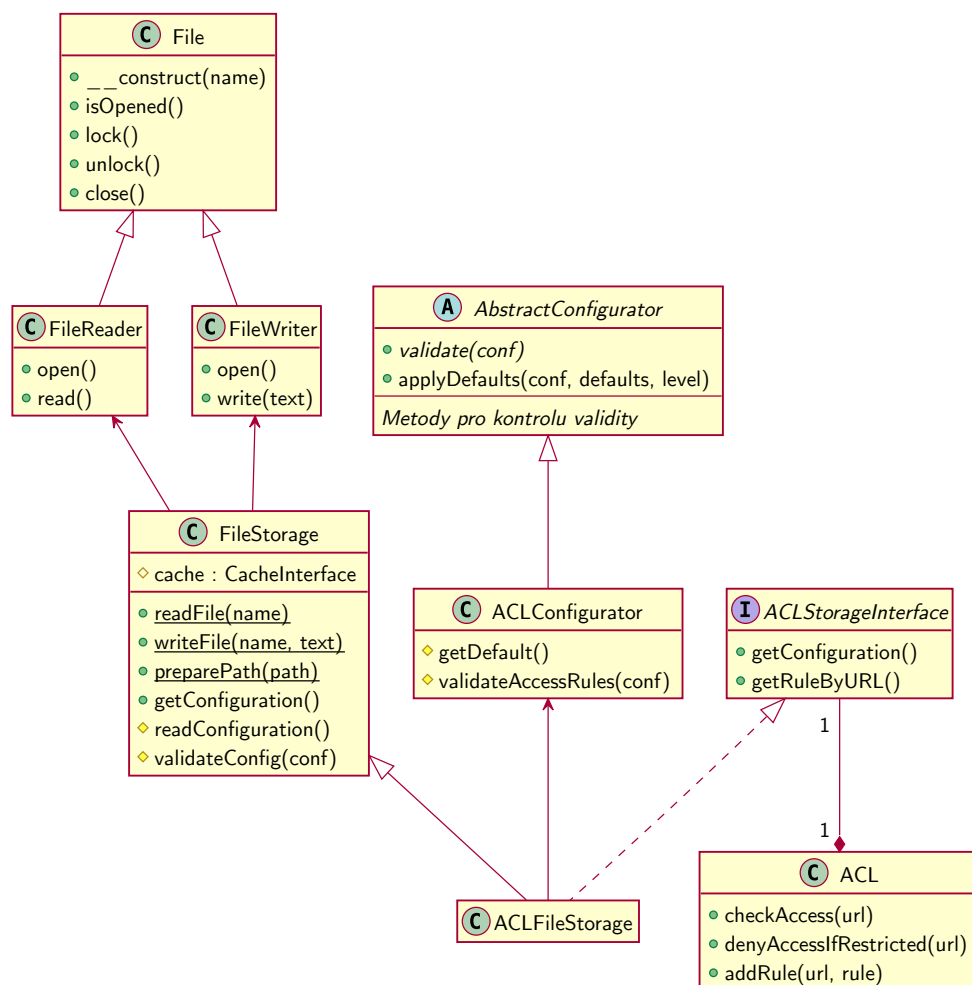 C File
__construct(name)
isOpened()
lock()
unlock()
close()
C FileReader
open()
read()
C FileWriter
open()
write(text)
A AbstractConfigurator
validate(conf)
applyDefaults(conf, defaults, level)
Metody pro kontrolu validity
C FileStorage
cache : CacheInterface
readFile(name)
writeFile(name, text)
preparePath(path)
getConfiguration()
readConfiguration()
validateConfig(conf)
C ACLConfigurator
getDefault()
validateAccessRules(conf)
I ACLStorageInterface
getConfiguration()
getRuleByURL()
1
1
C ACLFileStorage
C ACL
checkAccess(url)
denyAccessIfRestricted(url)
addRule(url, rule)